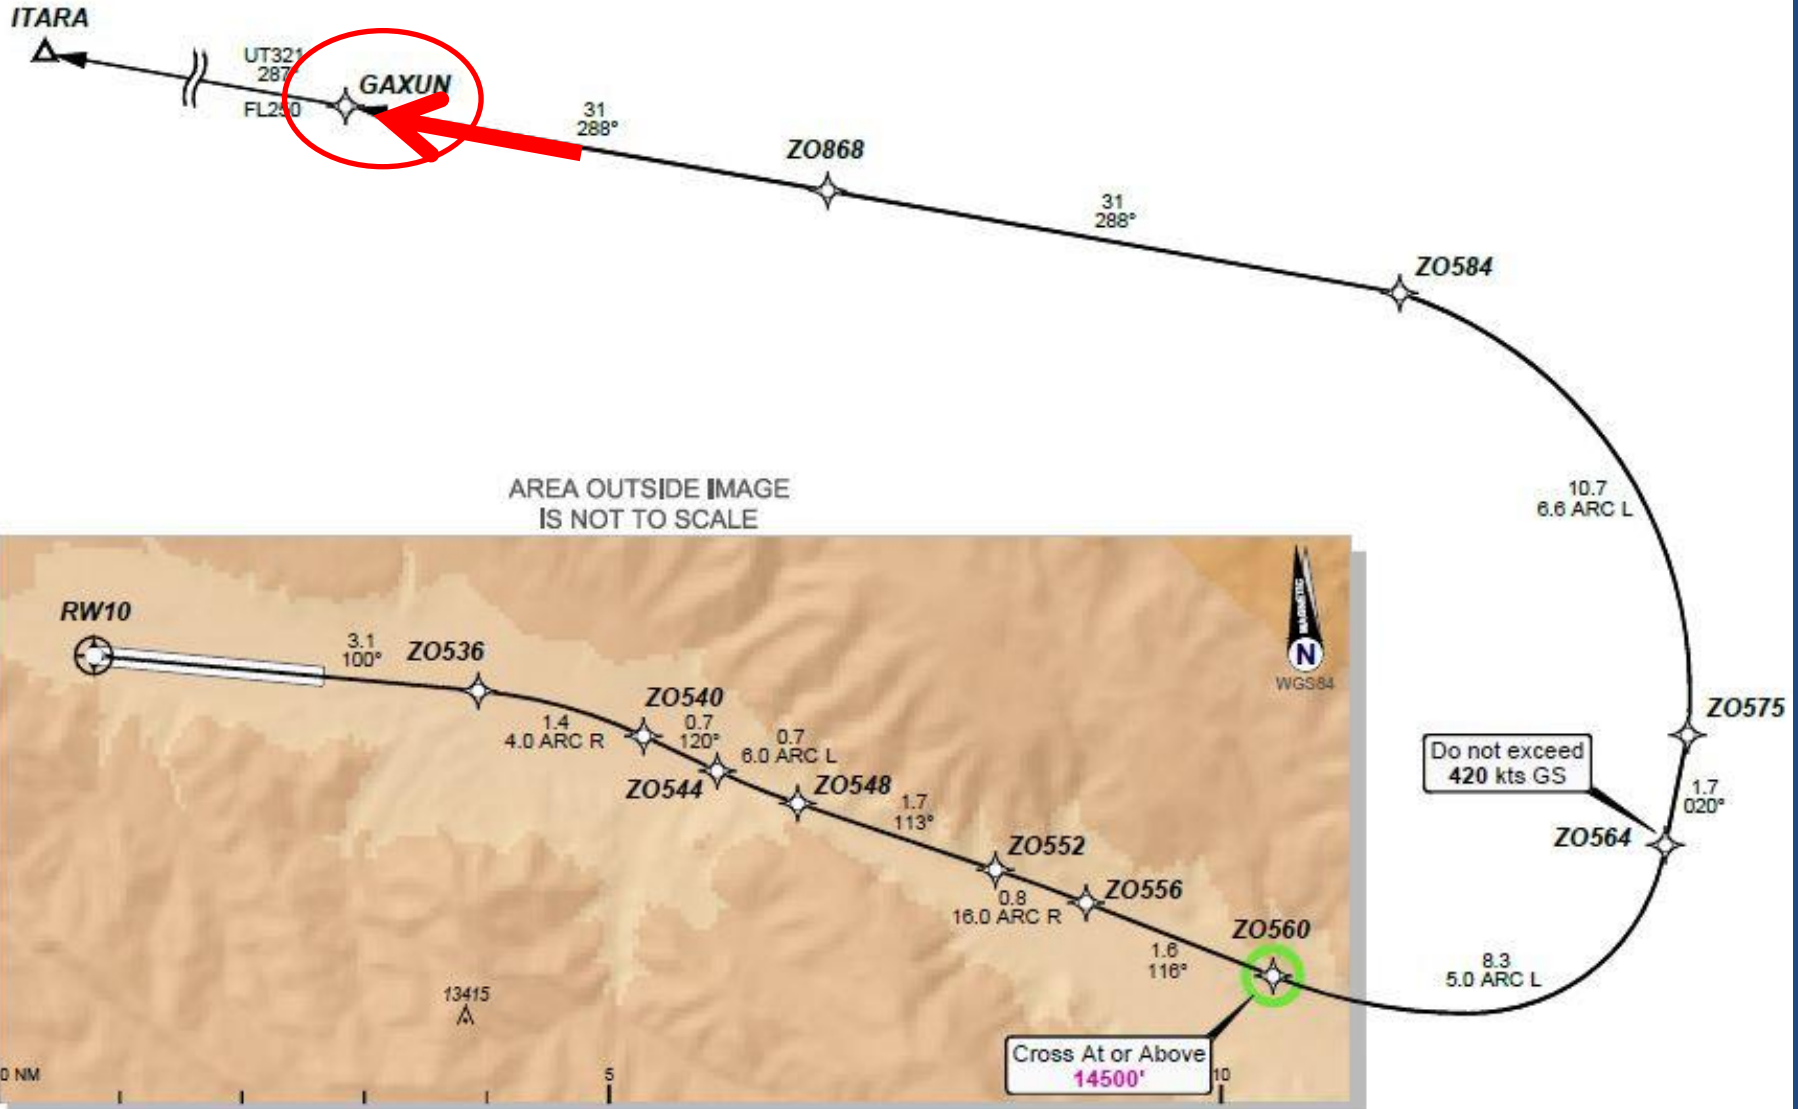 ITARA
UT321
287°
FL250
GAXUN
31
288°
ZO868
31
288°
ZO584
10.7
6.6 ARC L
AREA OUTSIDE IMAGE
IS NOT TO SCALE
MAGNETIC
N
WGS84
RW10
3.1
100°
ZO536
1.4
4.0 ARC R
ZO540
0.7
120°
ZO544
0.7
6.0 ARC L
ZO548
1.7
113°
ZO552
0.8
16.0 ARC R
ZO556
1.6
116°
ZO560
Cross At or Above
14500'
8.3
5.0 ARC L
ZO564
Do not exceed
420 kts GS
1.7
020°
ZO575
13415
0 NM
5
10